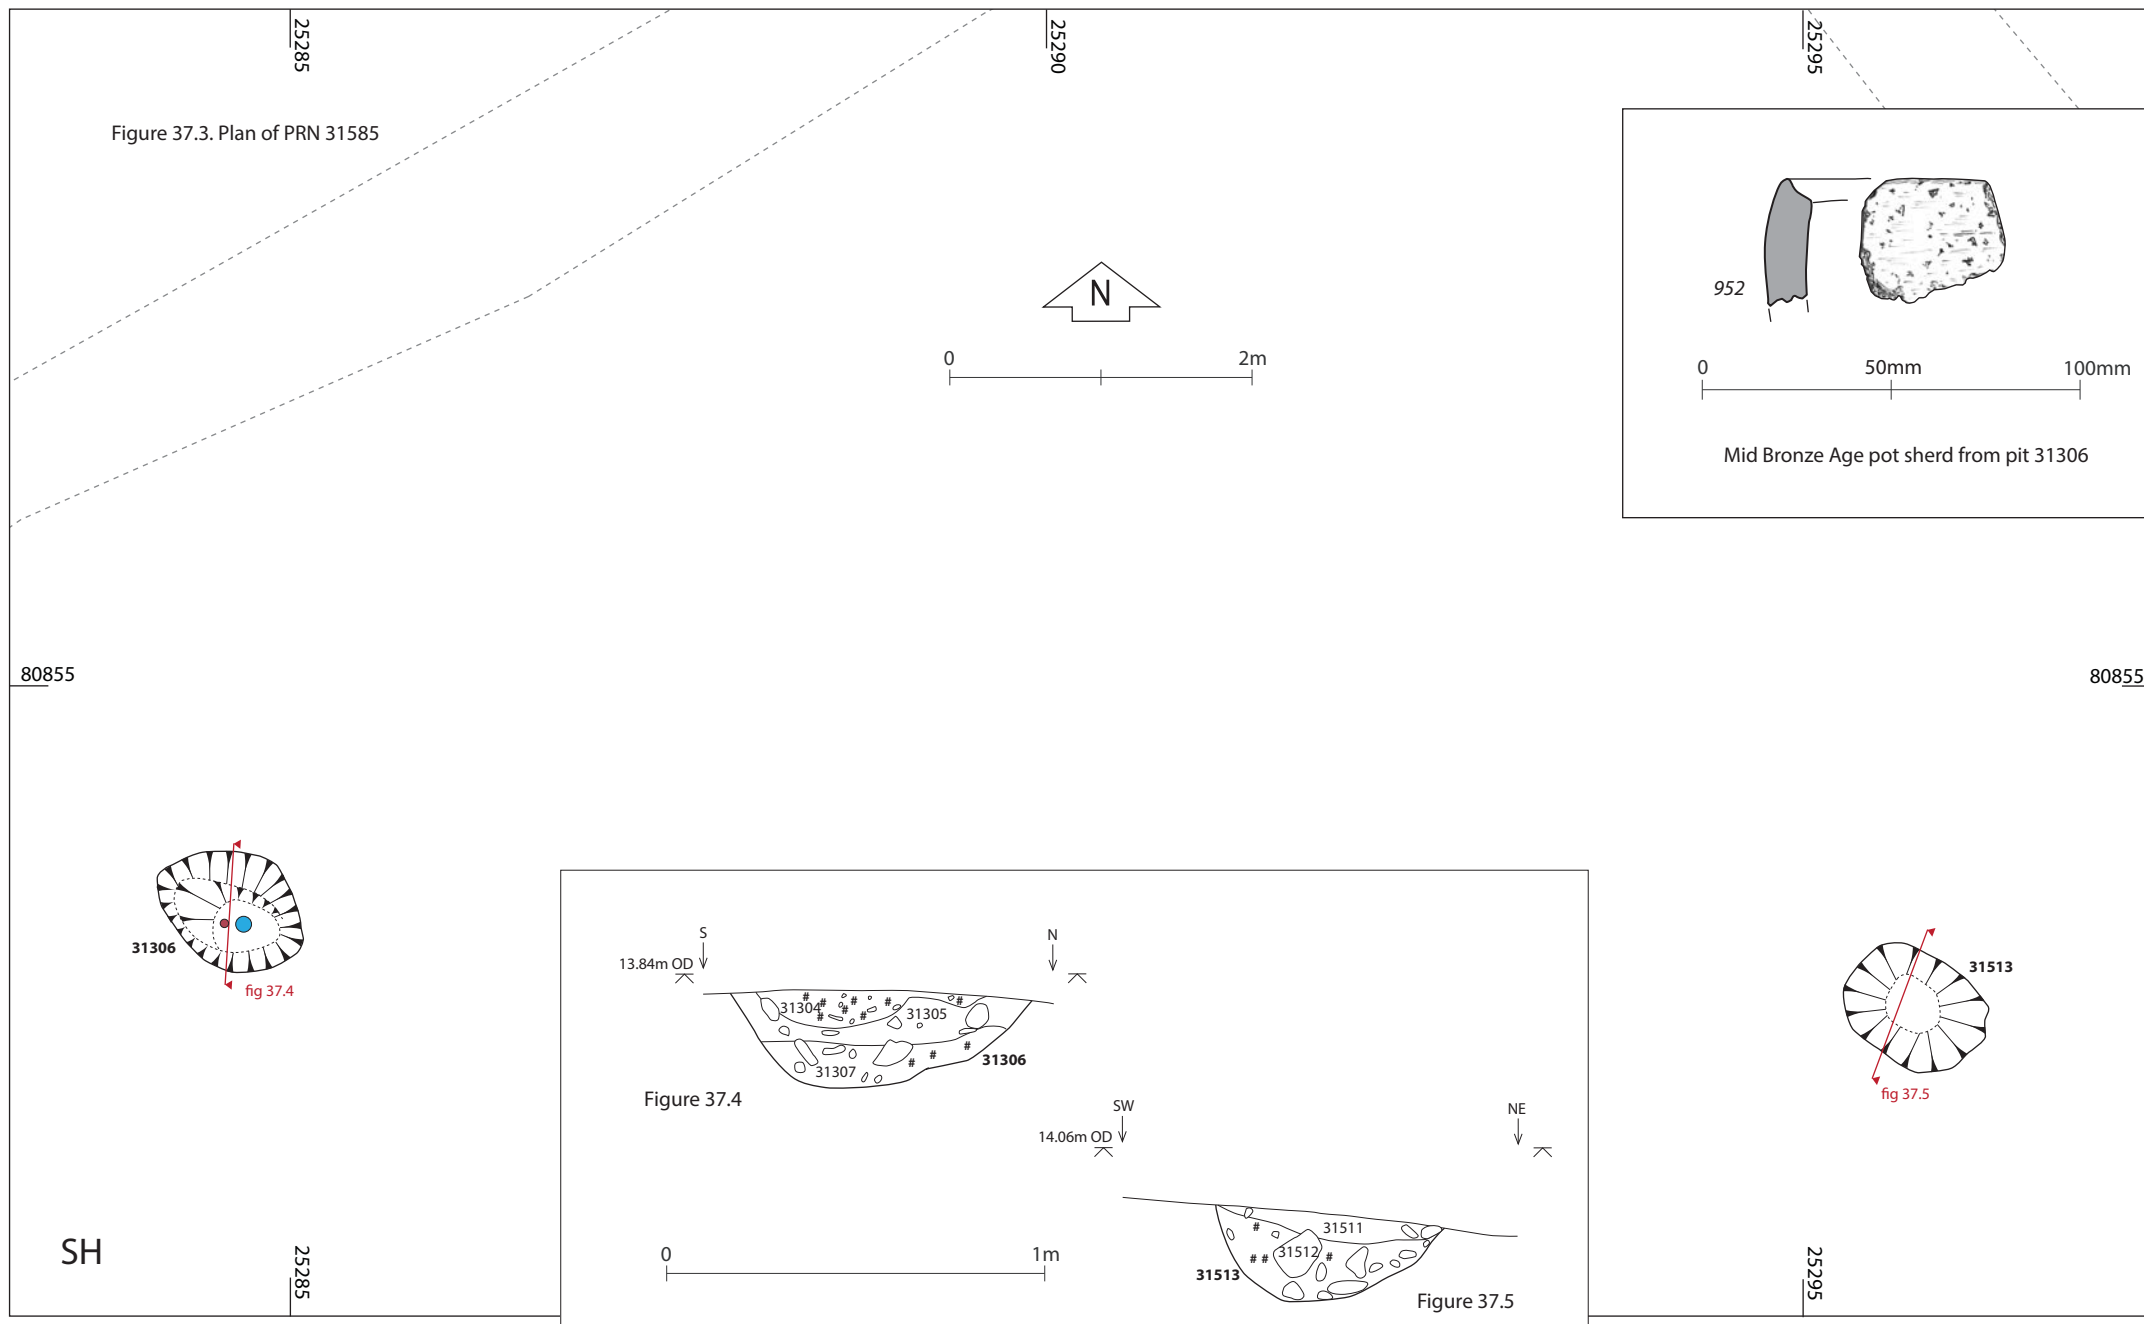 25285
25290
25295
Figure 37.3. Plan of PRN 31585
N
0 2m
952
0 50mm 100mm
Mid Bronze Age pot sherd from pit 31306
80855
80855
31306
fig 37.4
S
N
13.84m OD
31304
31305
31307
31306
Figure 37.4
SW
NE
14.06m OD
31511
31512
31513
Figure 37.5
0 1m
31513
fig 37.5
SH
25285
25295